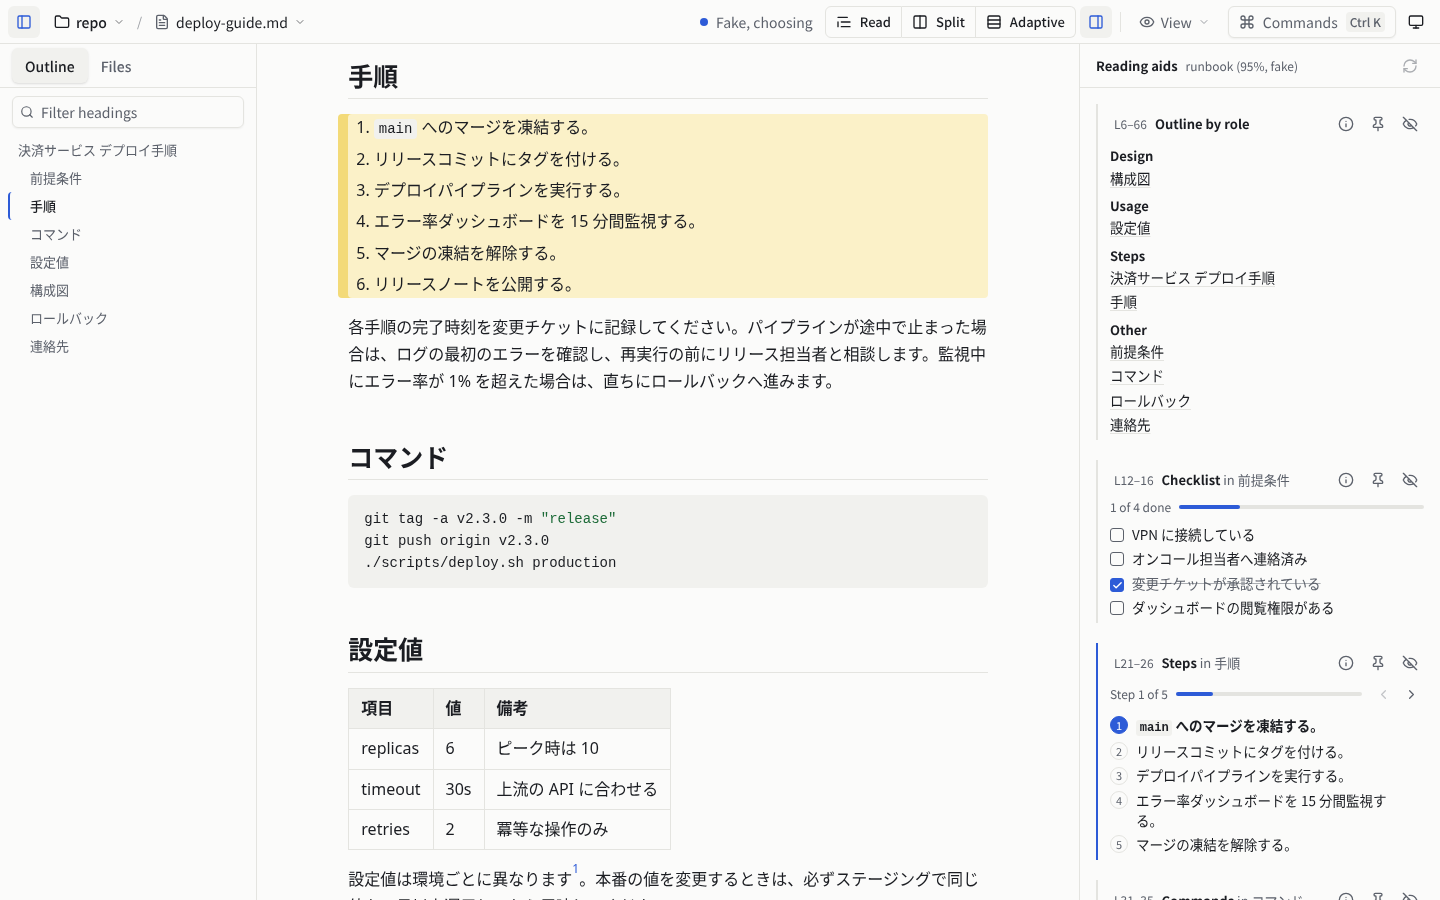 repo / deploy-guide.md
Fake, choosing
Read
Split
Adaptive
View
Commands Ctrl K
Outline Files
Filter headings
決済サービス デプロイ手順
前提条件
手順
コマンド
設定値
構成図
ロールバック
連絡先
手順
1. main へのマージを凍結する。
2. リリースコミットにタグを付ける。
3. デプロイパイプラインを実行する。
4. エラー率ダッシュボードを 15 分間監視する。
5. マージの凍結を解除する。
6. リリースノートを公開する。
各手順の完了時刻を変更チケットに記録してください。パイプラインが途中で止まった場
合は、ログの最初のエラーを確認し、再実行の前にリリース担当者と相談します。監視中
にエラー率が 1% を超えた場合は、直ちにロールバックへ進みます。
コマンド
git tag -a v2.3.0 -m "release"
git push origin v2.3.0
./scripts/deploy.sh production
設定値
項目 値 備考
replicas 6 ピーク時は 10
timeout 30s 上流の API に合わせる
retries 2 冪等な操作のみ
設定値は環境ごとに異なります1。本番の値を変更するときは、必ずステージングで同じ
Reading aids runbook (95%, fake)
L6–66 Outline by role
Design
構成図
Usage
設定値
Steps
決済サービス デプロイ手順
手順
Other
前提条件
コマンド
ロールバック
連絡先
L12–16 Checklist in 前提条件
1 of 4 done
VPN に接続している
オンコール担当者へ連絡済み
変更チケットが承認されている
ダッシュボードの閲覧権限がある
L21–26 Steps in 手順
Step 1 of 5
1 main へのマージを凍結する。
2 リリースコミットにタグを付ける。
3 デプロイパイプラインを実行する。
4 エラー率ダッシュボードを 15 分間監視す
る。
5 マージの凍結を解除する。
L31–35 Commands in コマンド